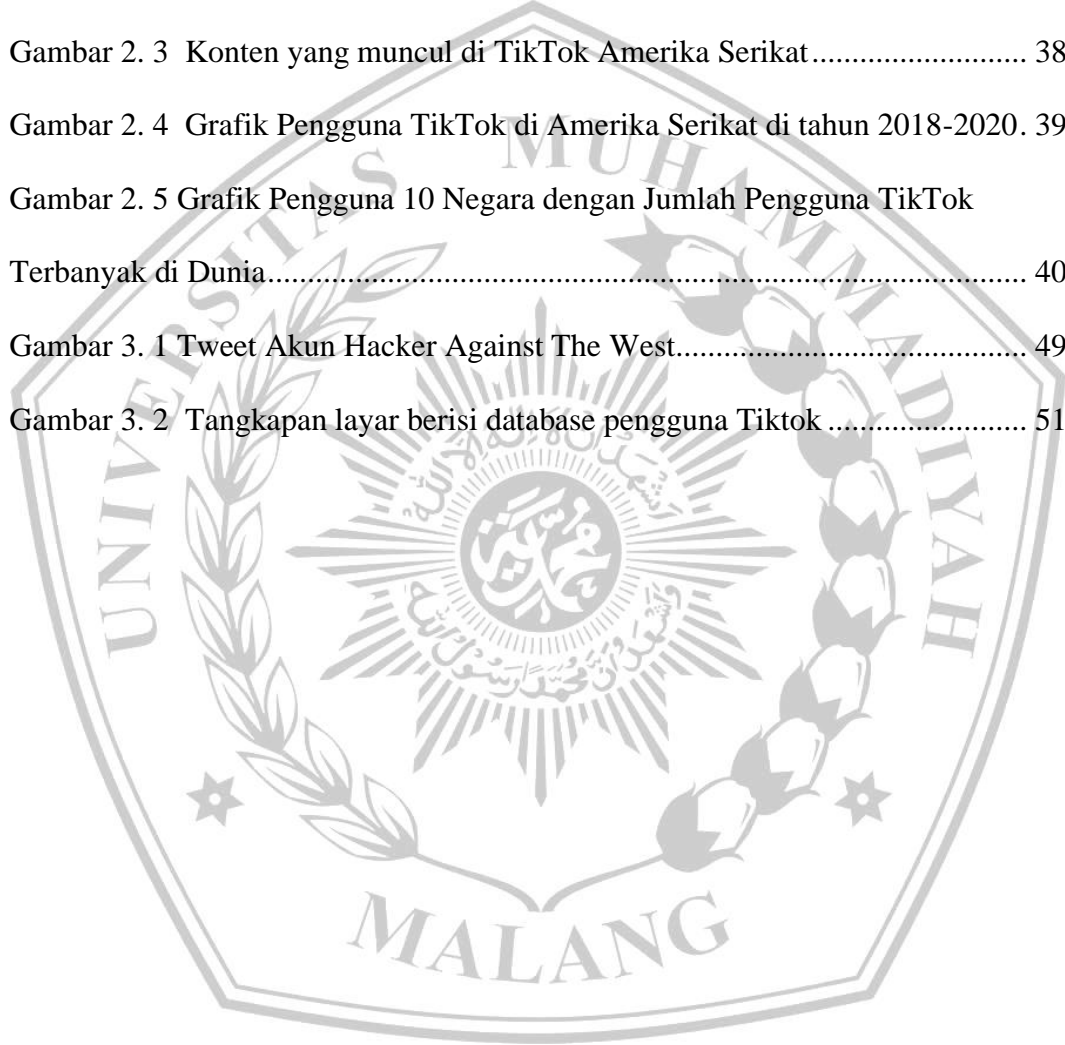 Gambar 2. 3  Konten yang muncul di TikTok Amerika Serikat........................... 38
Gambar 2. 4  Grafik Pengguna TikTok di Amerika Serikat di tahun 2018-2020. 39
Gambar 2. 5 Grafik Pengguna 10 Negara dengan Jumlah Pengguna TikTok
Terbanyak di Dunia............................................................................................... 40
Gambar 3. 1 Tweet Akun Hacker Against The West............................................ 49
Gambar 3. 2  Tangkapan layar berisi database pengguna Tiktok ......................... 51
UNIVERSITAS MUHAMMADIYAH
MALANG